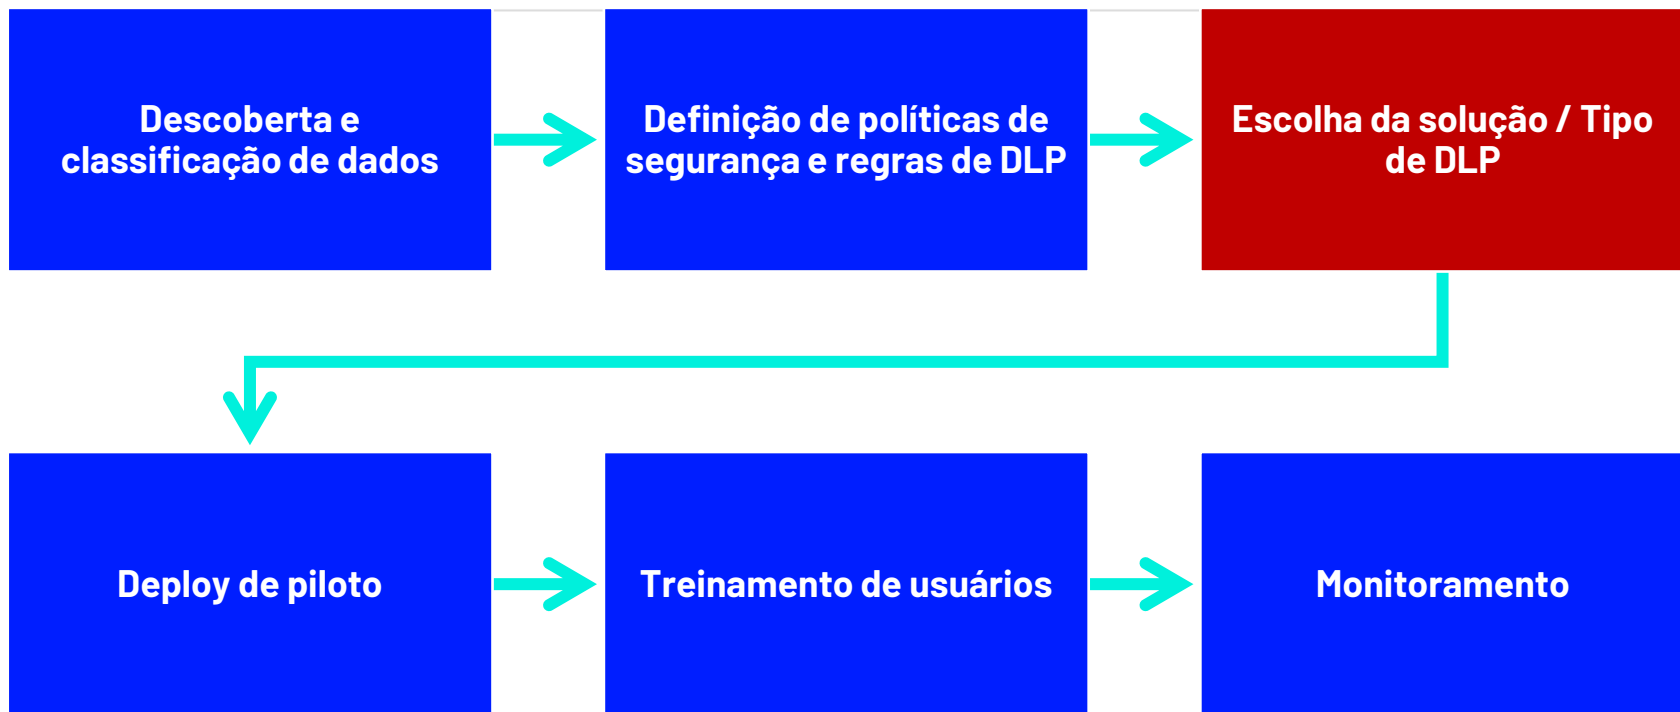 Descoberta e
classificação de dados
Definição de políticas de
segurança e regras de DLP
Escolha da solução / Tipo
de DLP
Deploy de piloto
Treinamento de usuários
Monitoramento